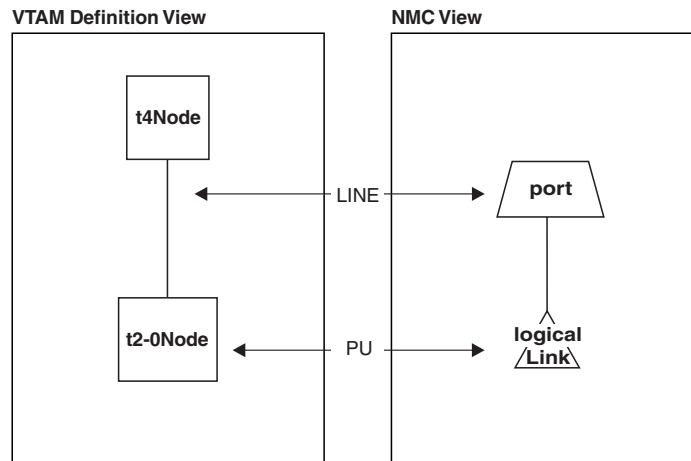 VTAM Definition View
NMC View
t4Node
LINE
port
t2-0Node
PU
logical
Link